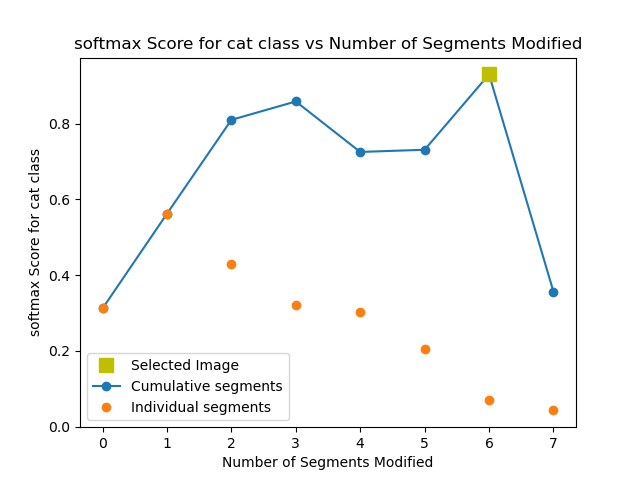 softmax Score for cat class vs Number of Segments Modified
softmax Score for cat class
0.8
0.6
0.4
0.2
0.0
Selected Image
Cumulative segments
Individual segments
0 1 2 3 4 5 6 7
Number of Segments Modified